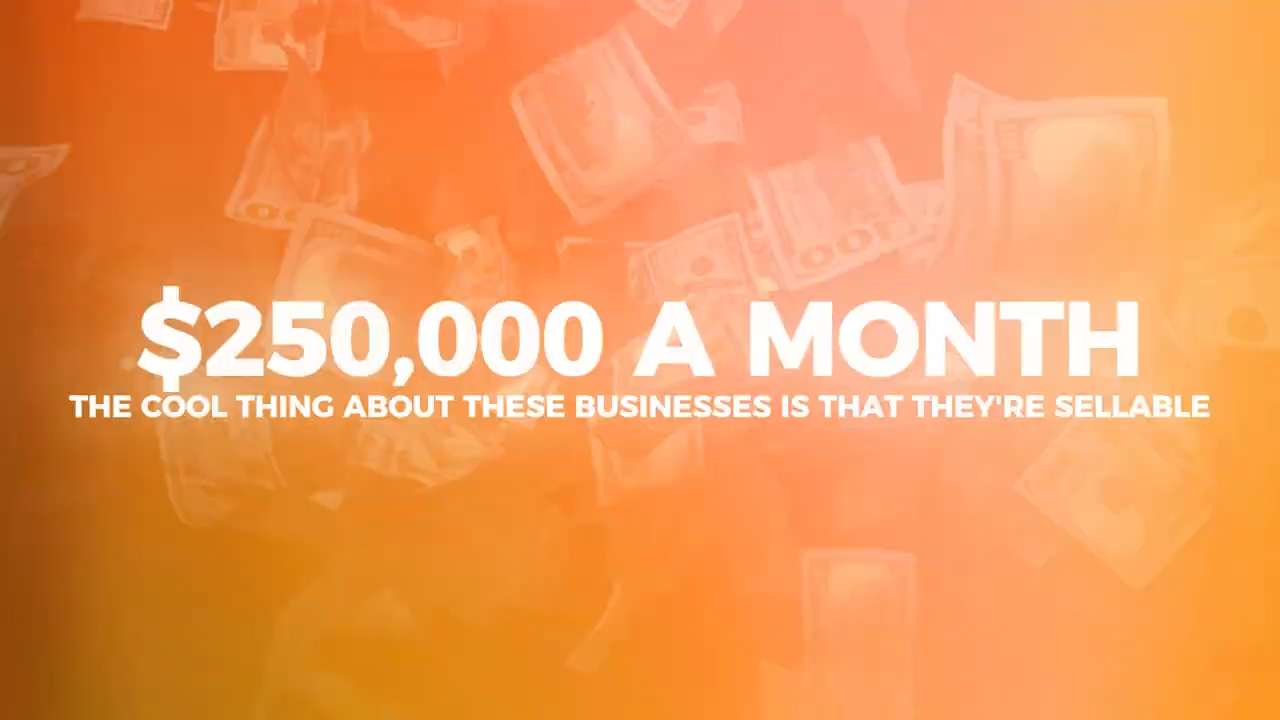 $250,000 A MONTH
THE COOL THING ABOUT THESE BUSINESSES IS THAT THEY'RE SELLABLE